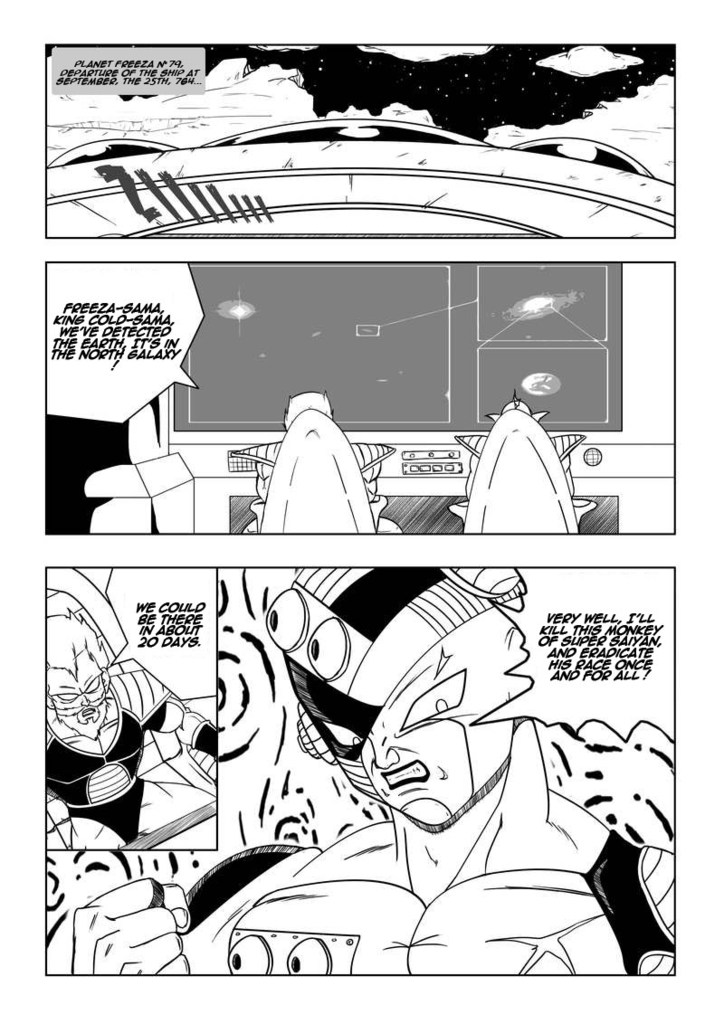 PLANET FREEZA N°79,
DEPARTURE OF THE SHIP AT
SEPTEMBER, THE 25TH, 764...
FREEZA-SAMA,
KING COLD-SAMA,
WE'VE DETECTED
THE EARTH, IT'S IN
THE NORTH GALAXY
!
WE COULD
BE THERE
IN ABOUT
20 DAYS.
VERY WELL, I'LL
KILL THIS MONKEY
OF SUPER SAIYAN,
AND ERADICATE
HIS RACE ONCE
AND FOR ALL!